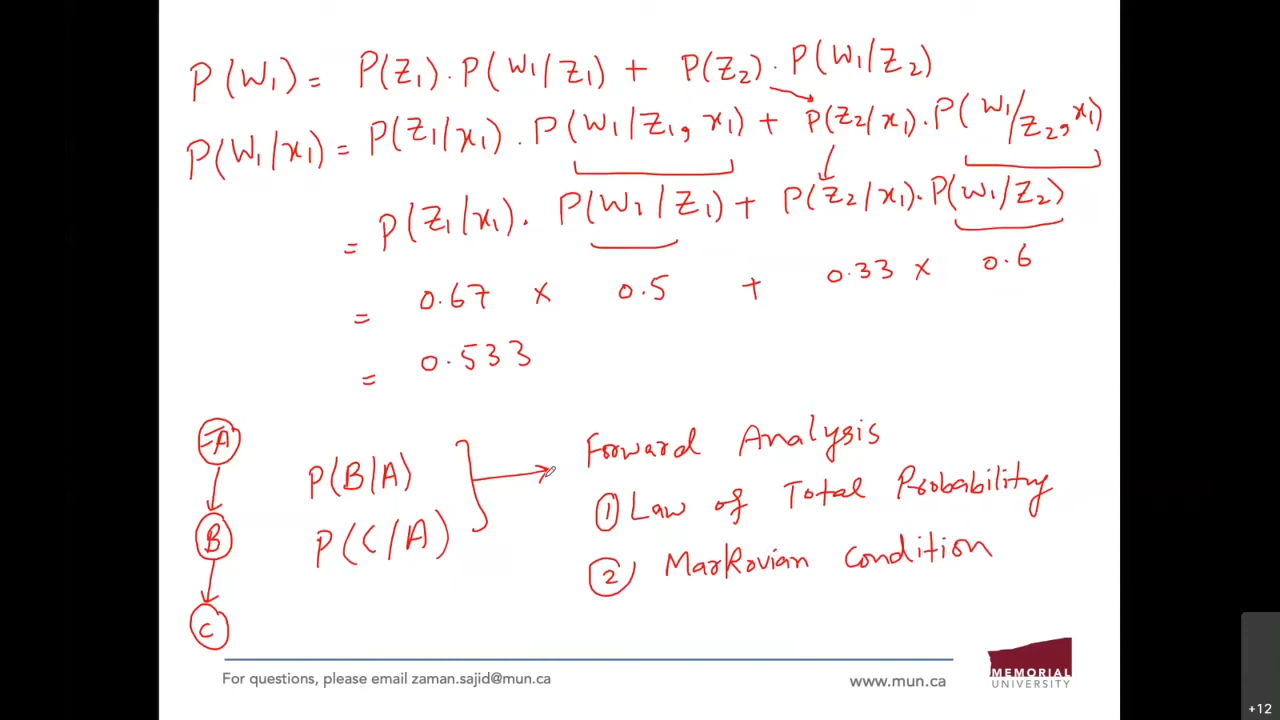 P(W1) = P(Z1) . P(W1/Z1) + P(Z2) . P(W1/Z2)
P(W1/x1) = P(Z1/x1) . P(W1/Z1, x1) + P(Z2/x1) . P(W1/Z2, x1)
= P(Z1/x1) . P(W1/Z1) + P(Z2/x1) . P(W1/Z2)
= 0.67 x 0.5 + 0.33 x 0.6
= 0.533
A
B
C
P(B/A)
P(C/A)
Forward Analysis
① Law of Total Probability
② Markovian Condition
For questions, please email zaman.sajid@mun.ca
www.mun.ca
MEMORIAL
UNIVERSITY
+12